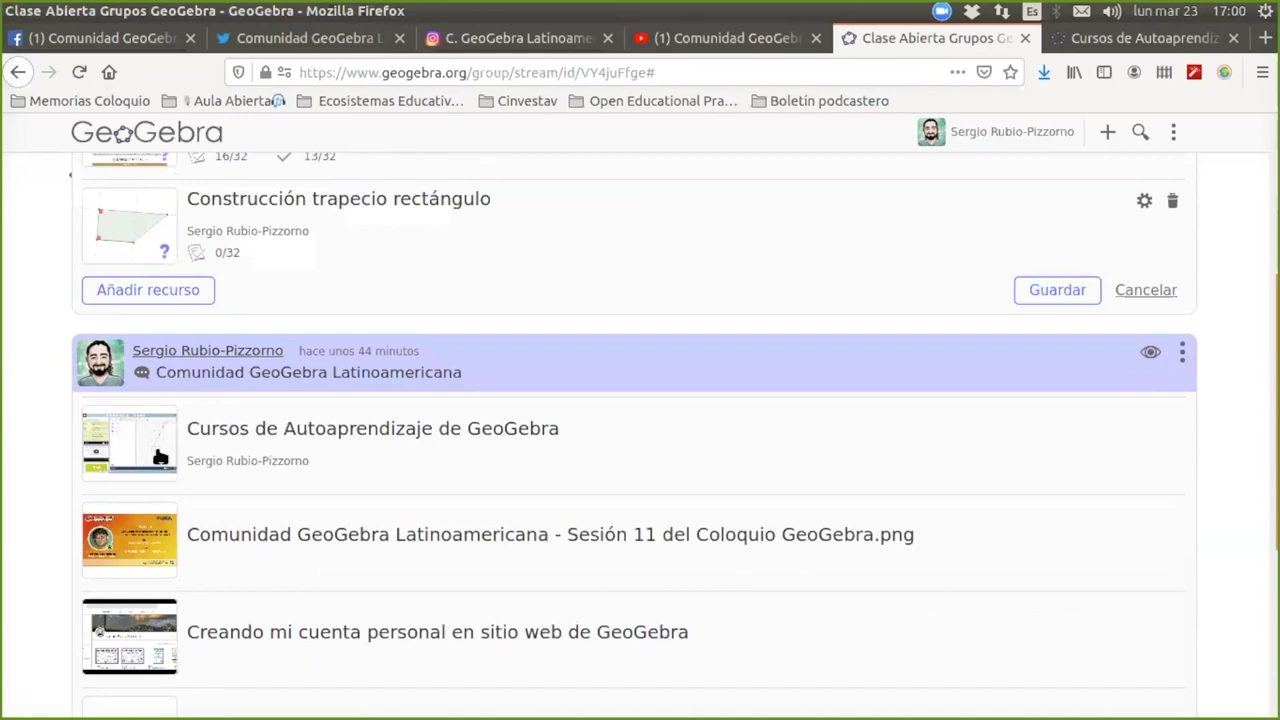 Clase Abierta Grupos GeoGebra - GeoGebra - Mozilla Firefox
Es
lun mar 23
17:00
(1) Comunidad GeoGeb
Comunidad GeoGebra L
C. GeoGebra Latinoame
(1) Comunidad GeoGeb
Clase Abierta Grupos Ge
Cursos de Autoaprendiz
https://www.geogebra.org/group/stream/id/VY4juFfge#
Memorias Coloquio
Aula Abierta
Ecosistemas Educativ...
Cinvestav
Open Educational Pra...
Boletín podcastero
GeoGebra
Sergio Rubio-Pizzorno
16/32
13/32
Construcción trapecio rectángulo
Sergio Rubio-Pizzorno
0/32
Añadir recurso
Guardar
Cancelar
Sergio Rubio-Pizzorno
hace unos 44 minutos
Comunidad GeoGebra Latinoamericana
Cursos de Autoaprendizaje de GeoGebra
Sergio Rubio-Pizzorno
Comunidad GeoGebra Latinoamericana - Sesión 11 del Coloquio GeoGebra.png
Creando mi cuenta personal en sitio web de GeoGebra